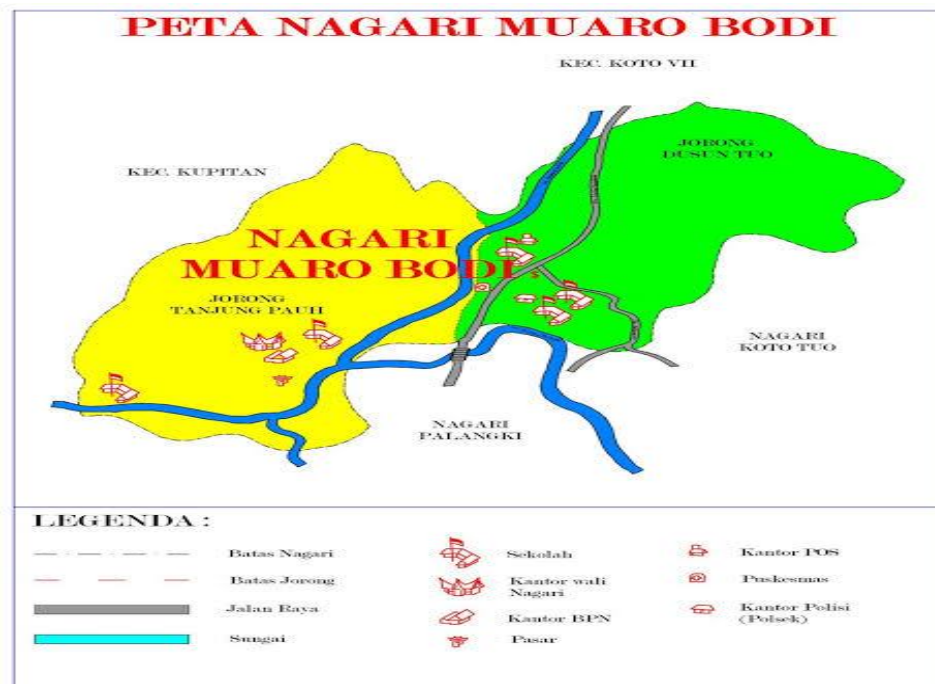 PETA NAGARI MUARO BODI
KEC. KOTO VII
JORONG
DUSUN TUO
KEC. KUPITAN
NAGARI
MUARO BODI
JORONG
TANJUNG PAUH
NAGARI
KOTO TUO
NAGARI
PALANGKI
LEGENDA :
Batas Nagari
Batas Jorong
Jalan Raya
Sungai
Sekolah
Kantor wali
Nagari
Kantor BPN
Pasar
Kantor POS
Puskesmas
Kantor Polisi
(Polsek)